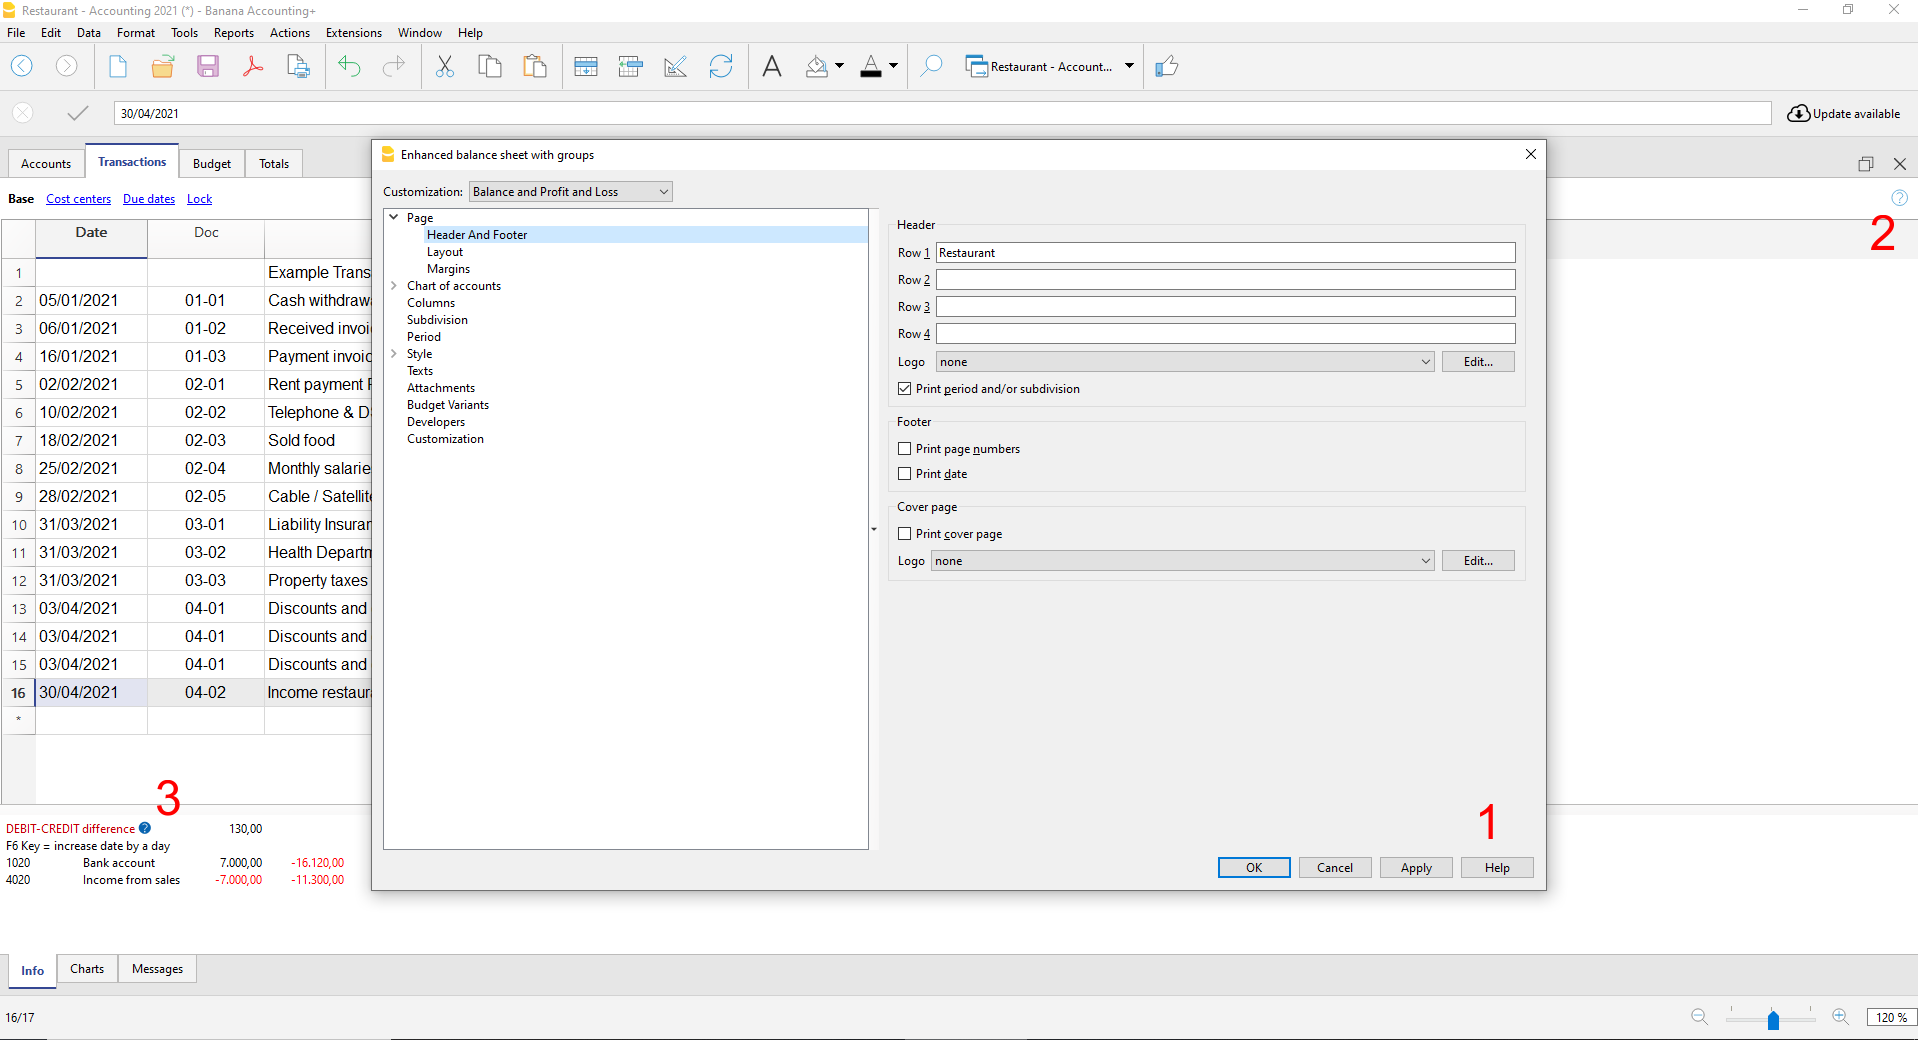 Restaurant - Accounting 2021 (*) - Banana Accounting+
File Edit Data Format Tools Reports Actions Extensions Window Help
Restaurant - Account...
30/04/2021
Update available
Accounts Transactions Budget Totals
Base Cost centers Due dates Lock
2
Date Doc
1 Example Trans
2 05/01/2021 01-01 Cash withdraw
3 06/01/2021 01-02 Received invoi
4 16/01/2021 01-03 Payment invoic
5 02/02/2021 02-01 Rent payment
6 10/02/2021 02-02 Telephone & D
7 18/02/2021 02-03 Sold food
8 25/02/2021 02-04 Monthly salarie
9 28/02/2021 02-05 Cable / Satellite
10 31/03/2021 03-01 Liability Insurar
11 31/03/2021 03-02 Health Departm
12 31/03/2021 03-03 Property taxes
13 03/04/2021 04-01 Discounts and
14 03/04/2021 04-01 Discounts and
15 03/04/2021 04-01 Discounts and
16 30/04/2021 04-02 Income restaur
*
3
DEBIT-CREDIT difference ? 130,00
F6 Key = increase date by a day
1020 Bank account 7.000,00 -16.120,00
4020 Income from sales -7.000,00 -11.300,00
Enhanced balance sheet with groups
Customization: Balance and Profit and Loss
Page
Header And Footer
Layout
Margins
Chart of accounts
Columns
Subdivision
Period
Style
Texts
Attachments
Budget Variants
Developers
Customization
Header
Row 1 Restaurant
Row 2
Row 3
Row 4
Logo none Edit...
Print period and/or subdivision
Footer
Print page numbers
Print date
Cover page
Print cover page
Logo none Edit...
1
OK Cancel Apply Help
Info Charts Messages
16/17
120 %